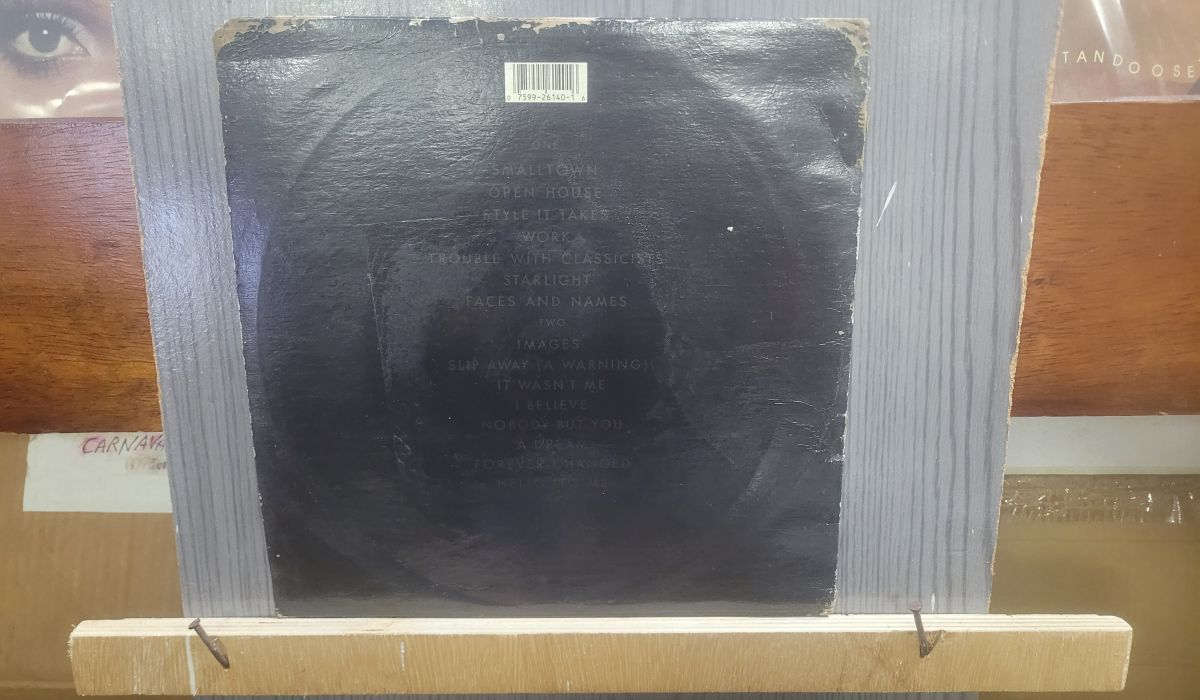 TANDO O SE
0 7599-26140-1 6
ONE
SMALLTOWN
OPEN HOUSE
STYLE IT TAKES
WORK
TROUBLE WITH CLASSICISTS
STARLIGHT
FACES AND NAMES
TWO
IMAGES
SLIP AWAY (A WARNING)
IT WASN'T ME
I BELIEVE
NOBODY BUT YOU
A DREAM
FOREVER CHANGED
HELLO IT'S ME
CARNAVA